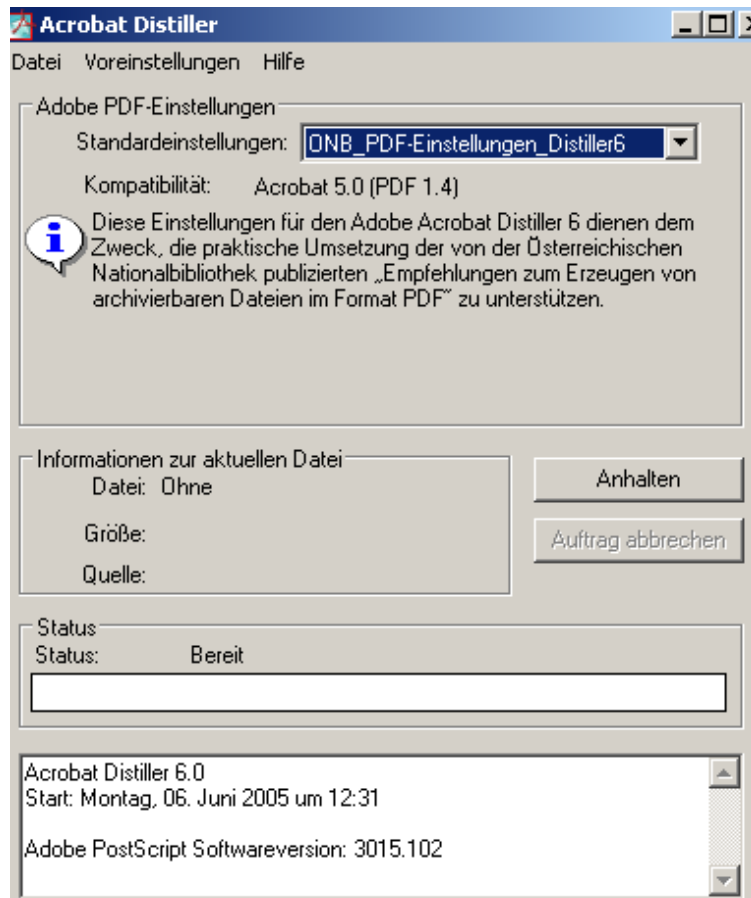 Acrobat Distiller
Datei Voreinstellungen Hilfe
Adobe PDF-Einstellungen
Standardeinstellungen: ONB_PDF-Einstellungen_Distiller6
Kompatibilität: Acrobat 5.0 (PDF 1.4)
Diese Einstellungen für den Adobe Acrobat Distiller 6 dienen dem
Zweck, die praktische Umsetzung der von der Österreichischen
Nationalbibliothek publizierten „Empfehlungen zum Erzeugen von
archivierbaren Dateien im Format PDF“ zu unterstützen.
Informationen zur aktuellen Datei
Datei: Ohne
Größe:
Quelle:
Anhalten
Auftrag abbrechen
Status
Status: Bereit
Acrobat Distiller 6.0
Start: Montag, 06. Juni 2005 um 12:31
Adobe PostScript Softwareversion: 3015.102